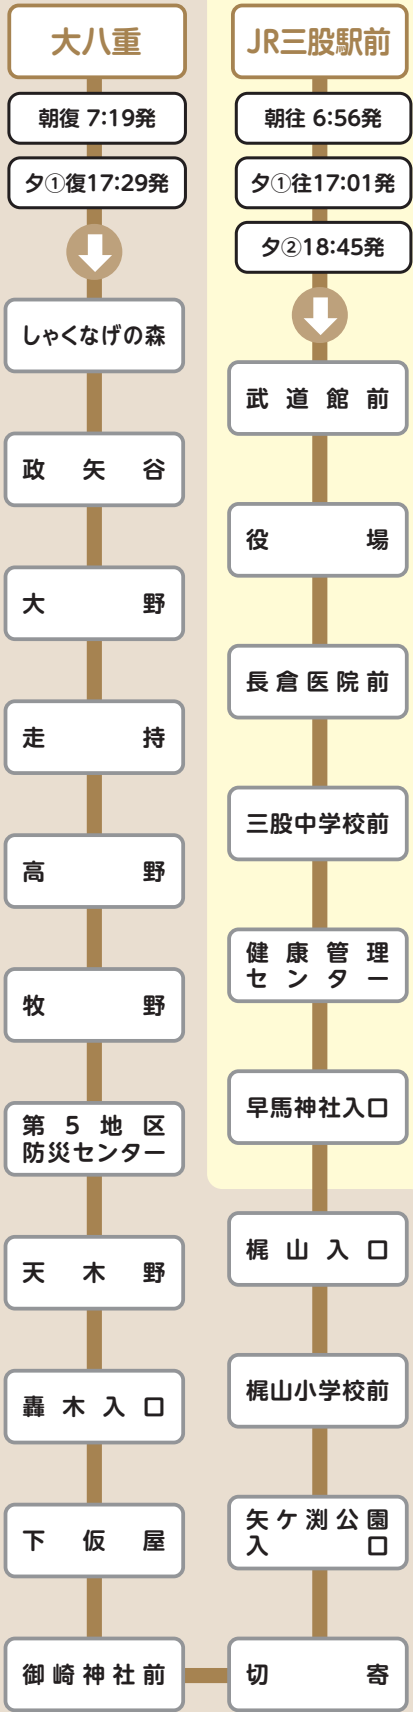 大八重
朝復 7:19発
夕①復17:29発
しゃくなげの森
政矢谷
大野
走持
高野
牧野
第5地区
防災センター
天木野
轟木入口
下仮屋
御崎神社前
JR三股駅前
朝往 6:56発
夕①往17:01発
夕②18:45発
武道館前
役場
長倉医院前
三股中学校前
健康管理
センター
早馬神社入口
梶山入口
梶山小学校前
矢ケ渕公園
入口
切寄